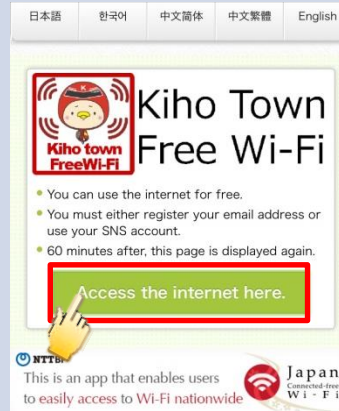 日本語 한국어 中文简体 中文繁體 English
Kiho Town
Free Wi-Fi
Kiho town
FreeWi-Fi
You can use the internet for free.
You must either register your email address or
use your SNS account.
60 minutes after, this page is displayed again.
Access the internet here.
This is an app that enables users
to easily access to Wi-Fi nationwide
Japan
Connected-free
Wi-Fi